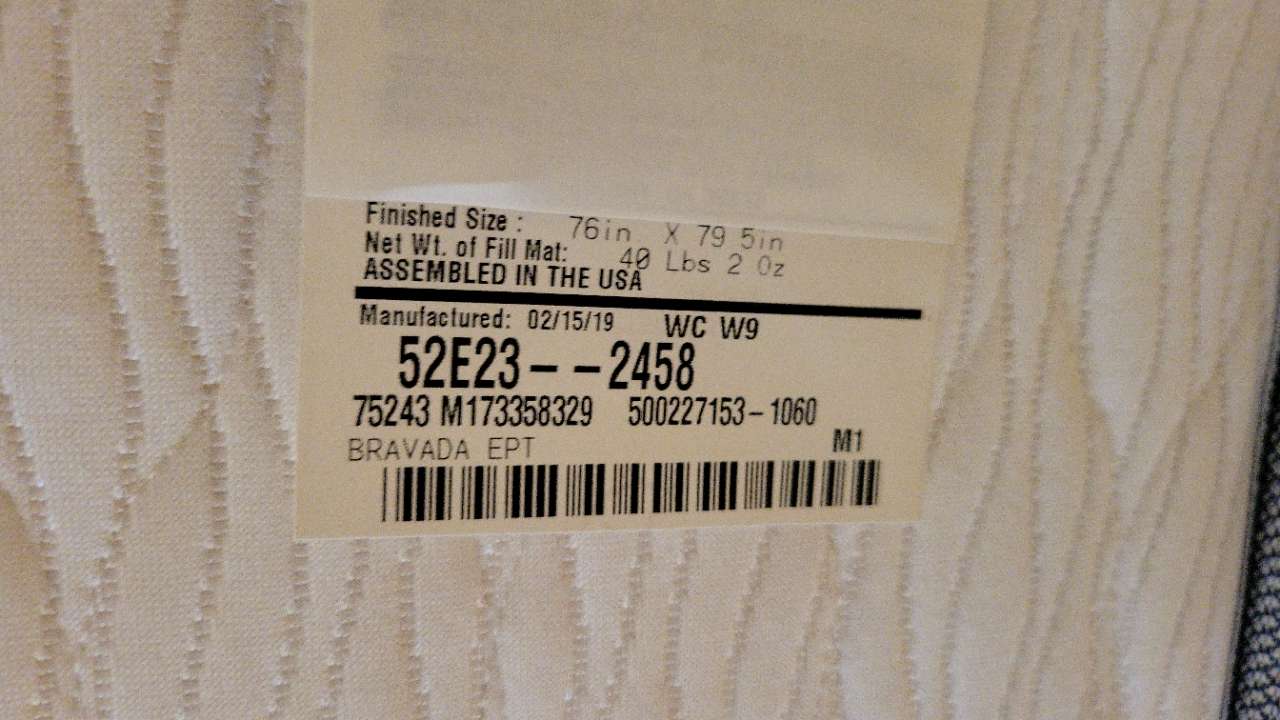 Finished Size : 76in X 79 5in
Net Wt. of Fill Mat: 40 Lbs 2 Oz
ASSEMBLED IN THE USA
Manufactured: 02/15/19 WC W9
52E23- -2458
75243 M173358329 500227153-1060
BRAVADA EPT M1